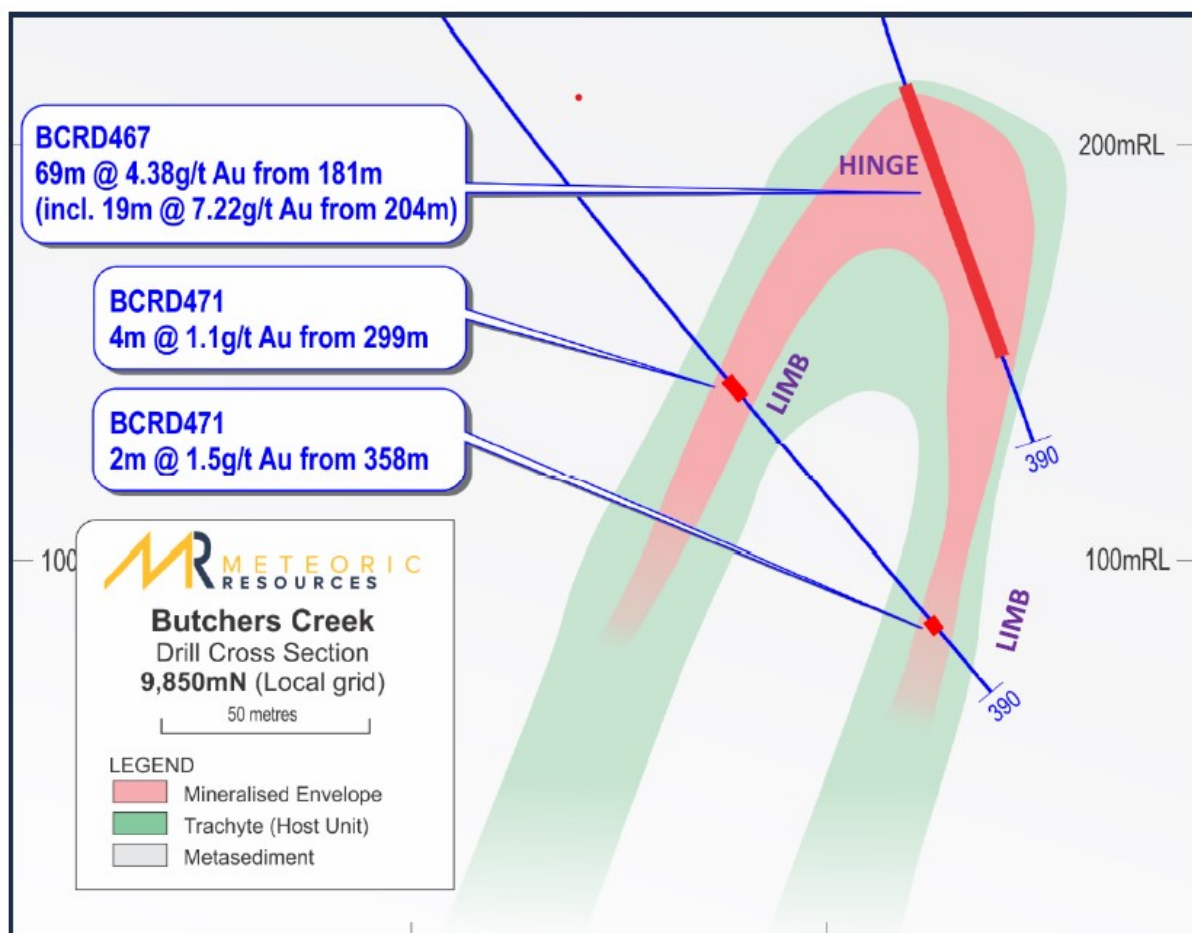 BCRD467
69m @ 4.38g/t Au from 181m
(incl. 19m @ 7.22g/t Au from 204m)
HINGE
200mRL
BCRD471
4m @ 1.1g/t Au from 299m
LIMB
BCRD471
2m @ 1.5g/t Au from 358m
390
100
100mRL
LIMB
390
METEORIC
RESOURCES
Butchers Creek
Drill Cross Section
9,850mN (Local grid)
50 metres
LEGEND
Mineralised Envelope
Trachyte (Host Unit)
Metasediment